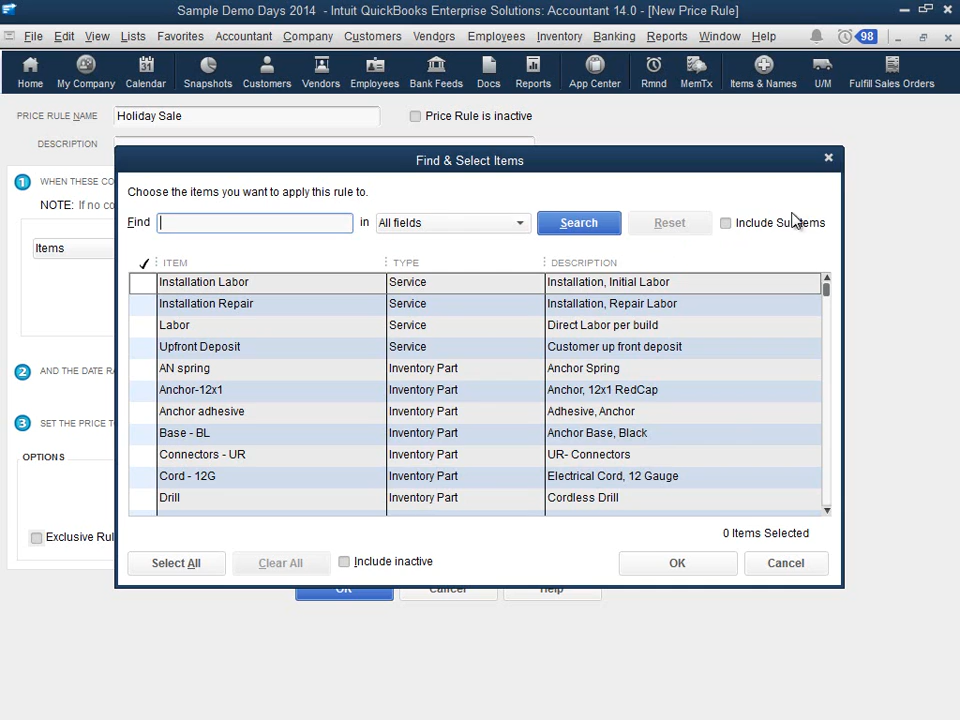 Sample Demo Days 2014 - Intuit QuickBooks Enterprise Solutions: Accountant 14.0 - [New Price Rule]
File Edit View Lists Favorites Accountant Company Customers Vendors Employees Inventory Banking Reports Window Help 98
Home My Company Calendar Snapshots Customers Vendors Employees Bank Feeds Docs Reports App Center Rmnd MemTx Items & Names U/M Fulfill Sales Orders
PRICE RULE NAME Holiday Sale Price Rule is inactive
DESCRIPTION
Find & Select Items
1 WHEN THESE CO
Choose the items you want to apply this rule to.
NOTE: If no co
Find in All fields Search Reset Include Subitems
Items
ITEM TYPE DESCRIPTION
Installation Labor Service Installation, Initial Labor
Installation Repair Service Installation, Repair Labor
Labor Service Direct Labor per build
Upfront Deposit Service Customer up front deposit
2 AND THE DATE RA
AN spring Inventory Part Anchor Spring
Anchor-12x1 Inventory Part Anchor, 12x1 RedCap
Anchor adhesive Inventory Part Adhesive, Anchor
3 SET THE PRICE T
Base - BL Inventory Part Anchor Base, Black
OPTIONS
Connectors - UR Inventory Part UR- Connectors
Cord - 12G Inventory Part Electrical Cord, 12 Gauge
Drill Inventory Part Cordless Drill
0 Items Selected
Exclusive Rul
Select All Clear All Include inactive OK Cancel
OK Cancel Help